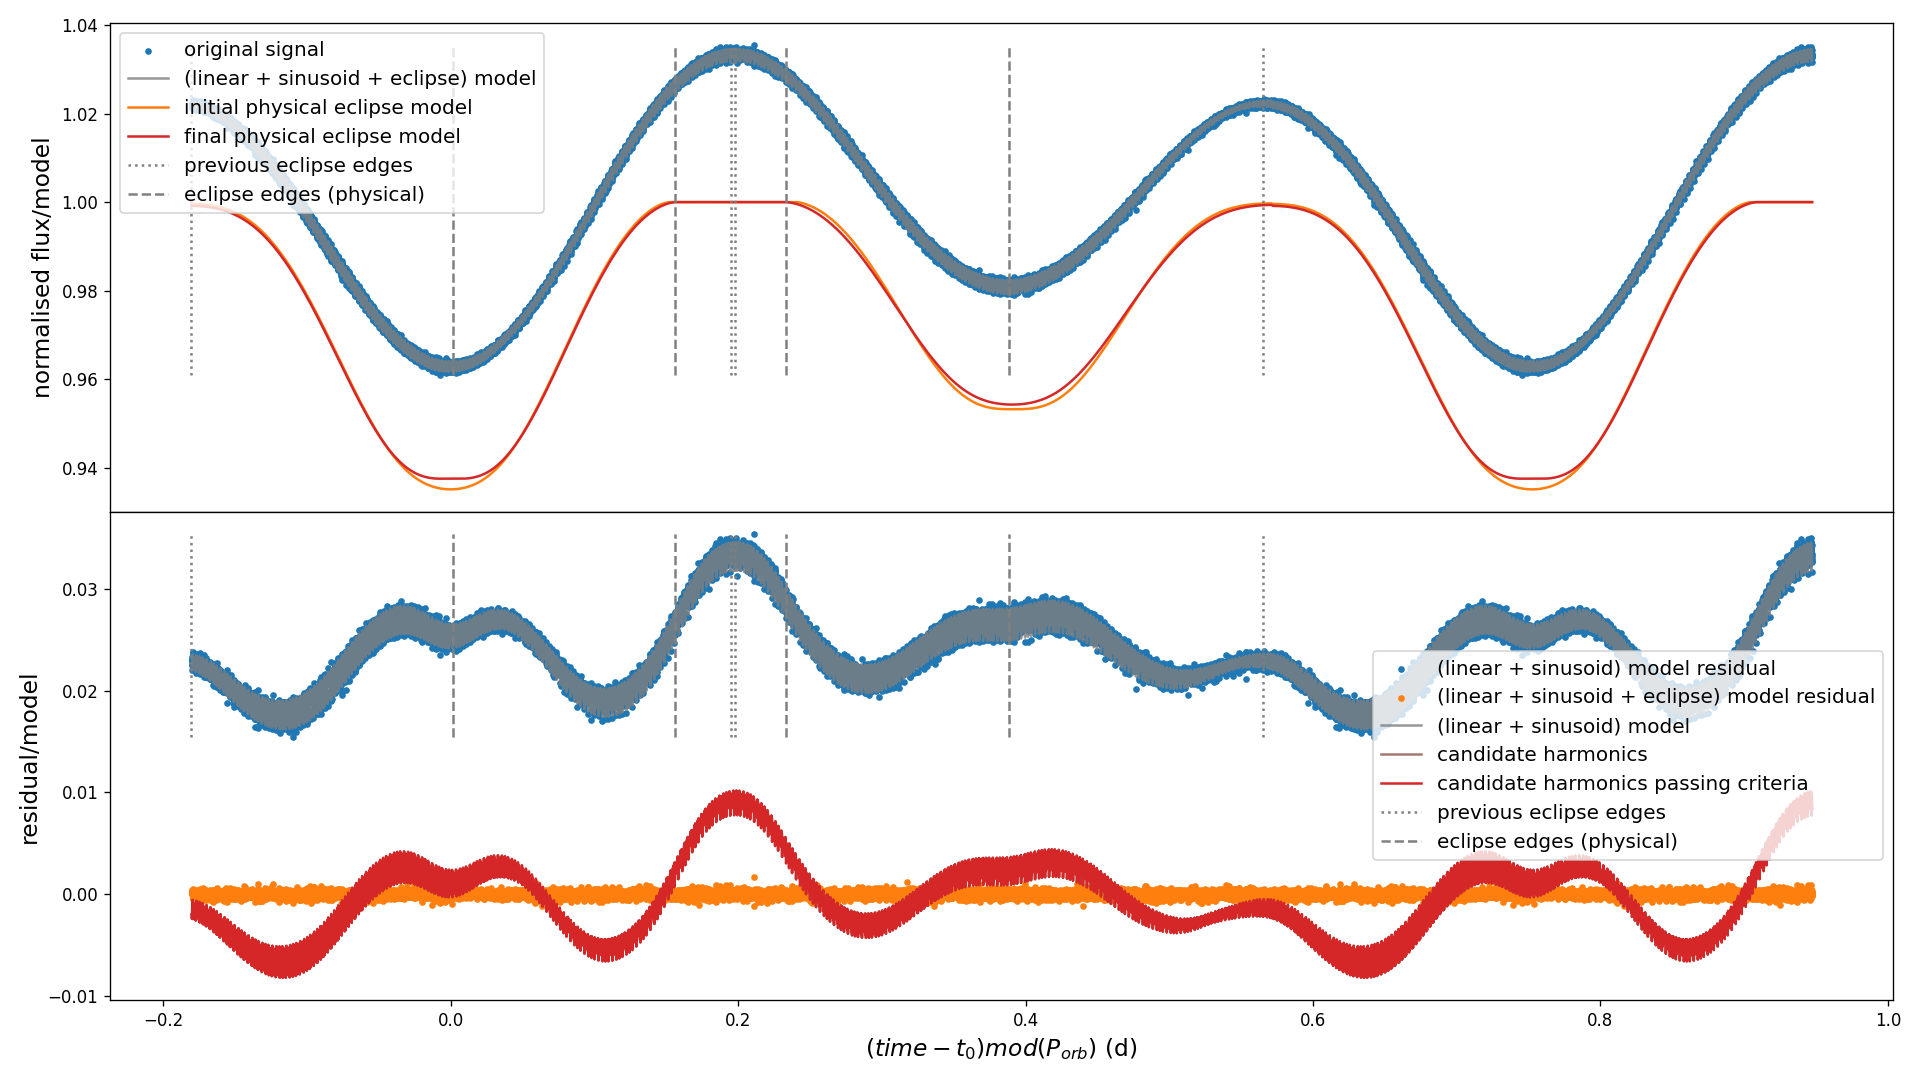 1.04
1.02
1.00
0.98
0.96
0.94
normalised flux/model
original signal
(linear + sinusoid + eclipse) model
initial physical eclipse model
final physical eclipse model
previous eclipse edges
eclipse edges (physical)
0.03
0.02
0.01
0.00
−0.01
residual/model
(linear + sinusoid) model residual
(linear + sinusoid + eclipse) model residual
(linear + sinusoid) model
candidate harmonics
candidate harmonics passing criteria
previous eclipse edges
eclipse edges (physical)
−0.2 0.0 0.2 0.4 0.6 0.8 1.0
(time − t₀)mod(P_orb) (d)